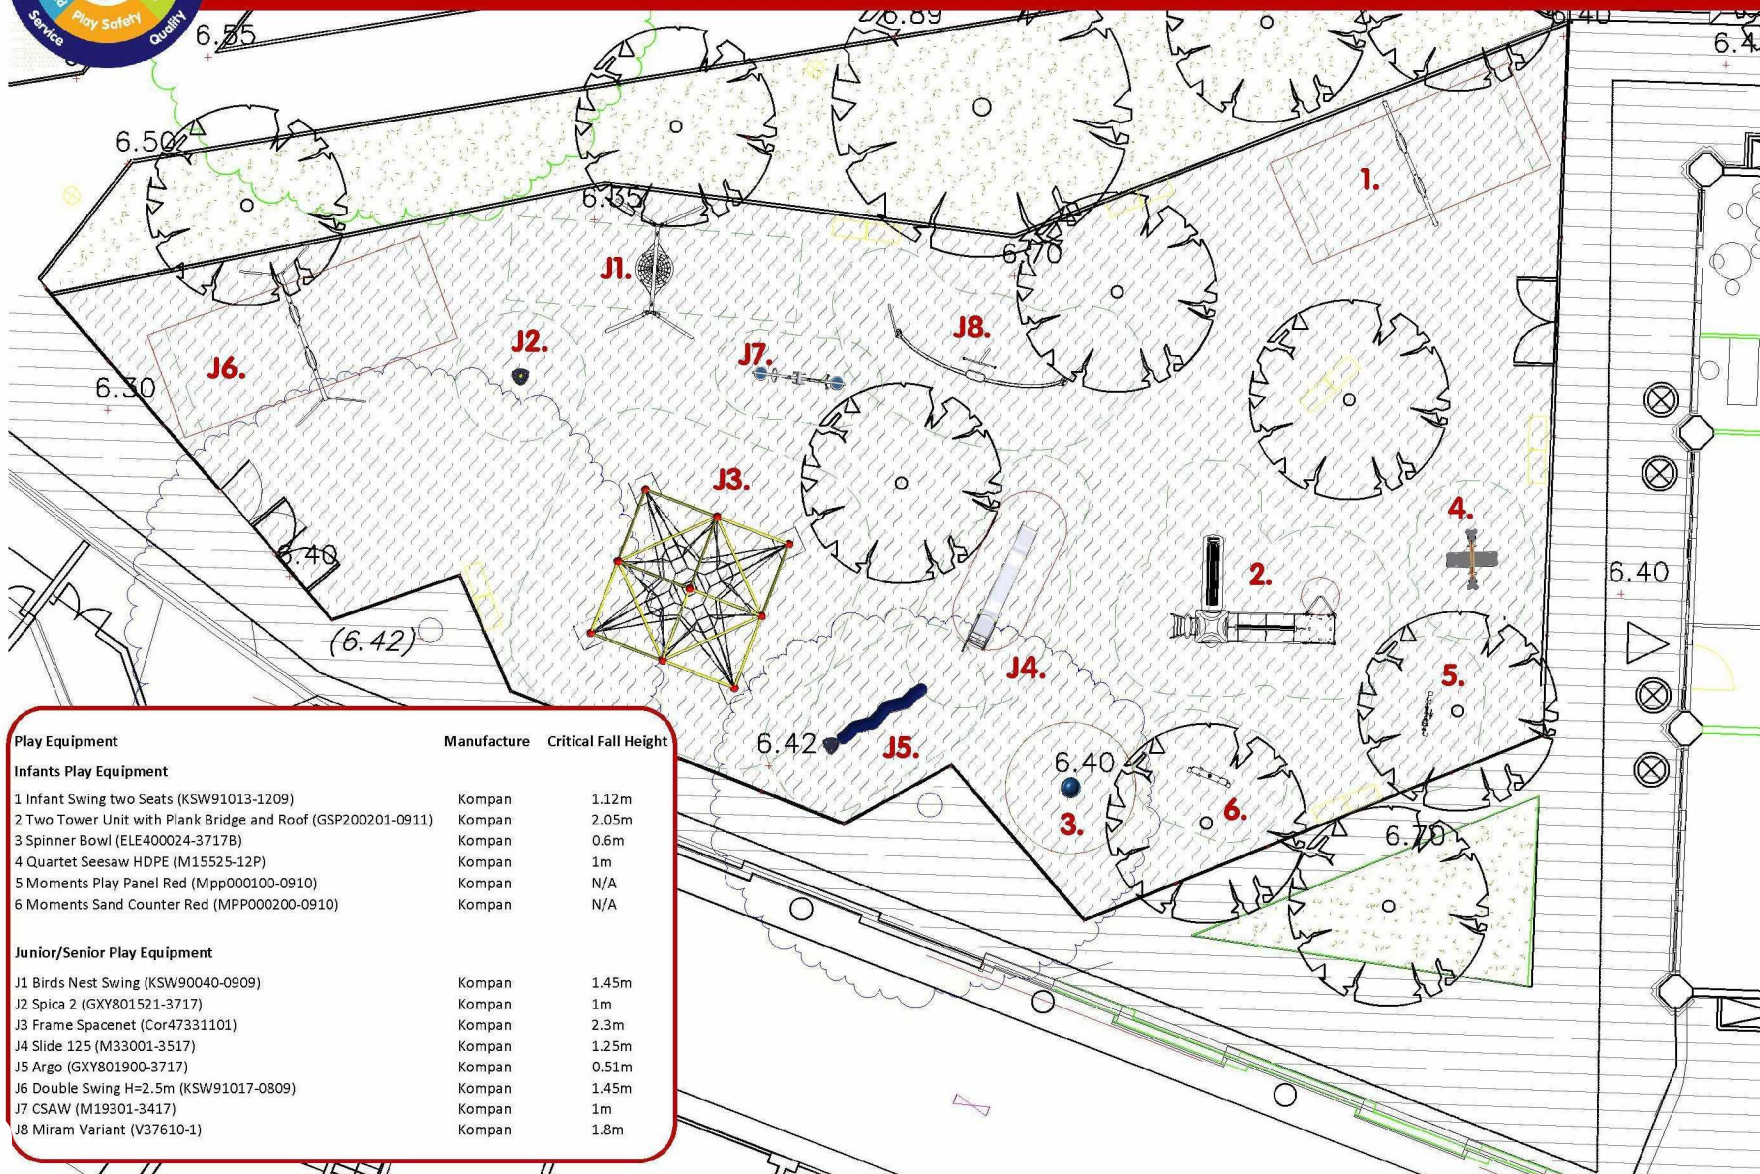 Service
Play Safety
Quality
6.55
6.89
6.40
6.50
6.35
6.70
1.
J1.
J8.
J2.
J7.
J6.
6.30
J3.
4.
2.
6.40
6.40
(6.42)
J4.
5.
6.42
J5.
6.40
3.
6.
6.70
Play Equipment Manufacture Critical Fall Height
Infants Play Equipment
1 Infant Swing two Seats (KSW91013-1209) Kompan 1.12m
2 Two Tower Unit with Plank Bridge and Roof (GSP200201-0911) Kompan 2.05m
3 Spinner Bowl (ELE400024-3717B) Kompan 0.6m
4 Quartet Seesaw HDPE (M15525-12P) Kompan 1m
5 Moments Play Panel Red (Mpp000100-0910) Kompan N/A
6 Moments Sand Counter Red (MPP000200-0910) Kompan N/A
Junior/Senior Play Equipment
J1 Birds Nest Swing (KSW90040-0909) Kompan 1.45m
J2 Spica 2 (GXY801521-3717) Kompan 1m
J3 Frame Spacenet (Cor47331101) Kompan 2.3m
J4 Slide 125 (M33001-3517) Kompan 1.25m
J5 Argo (GXY801900-3717) Kompan 0.51m
J6 Double Swing H=2.5m (KSW91017-0809) Kompan 1.45m
J7 CSAW (M19301-3417) Kompan 1m
J8 Miram Variant (V37610-1) Kompan 1.8m